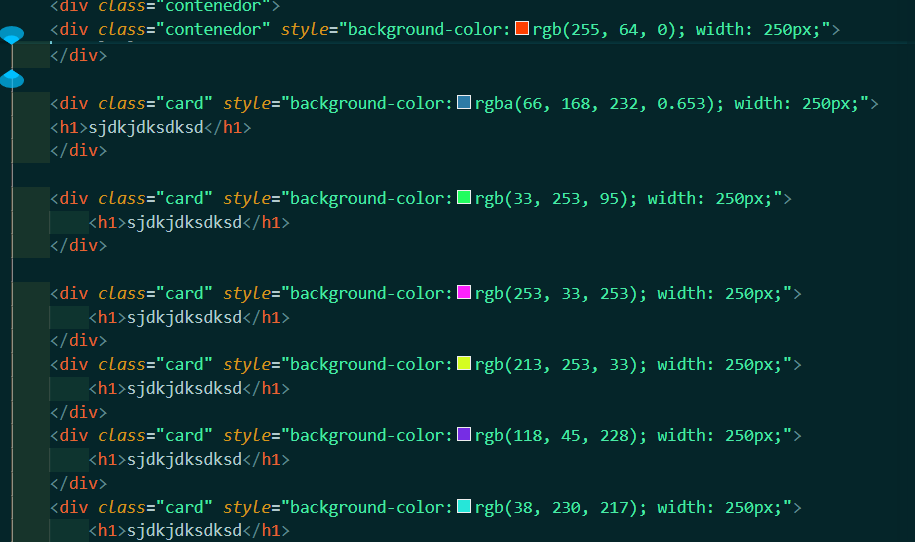 <div class="contenedor">
<div class="contenedor" style="background-color:rgb(255, 64, 0); width: 250px;">
</div>
<div class="card" style="background-color:rgba(66, 168, 232, 0.653); width: 250px;">
<h1>sjdkjdksdksd</h1>
</div>
<div class="card" style="background-color:rgb(33, 253, 95); width: 250px;">
<h1>sjdkjdksdksd</h1>
</div>
<div class="card" style="background-color:rgb(253, 33, 253); width: 250px;">
<h1>sjdkjdksdksd</h1>
</div>
<div class="card" style="background-color:rgb(213, 253, 33); width: 250px;">
<h1>sjdkjdksdksd</h1>
</div>
<div class="card" style="background-color:rgb(118, 45, 228); width: 250px;">
<h1>sjdkjdksdksd</h1>
</div>
<div class="card" style="background-color:rgb(38, 230, 217); width: 250px;">
<h1>sjdkjdksdksd</h1>